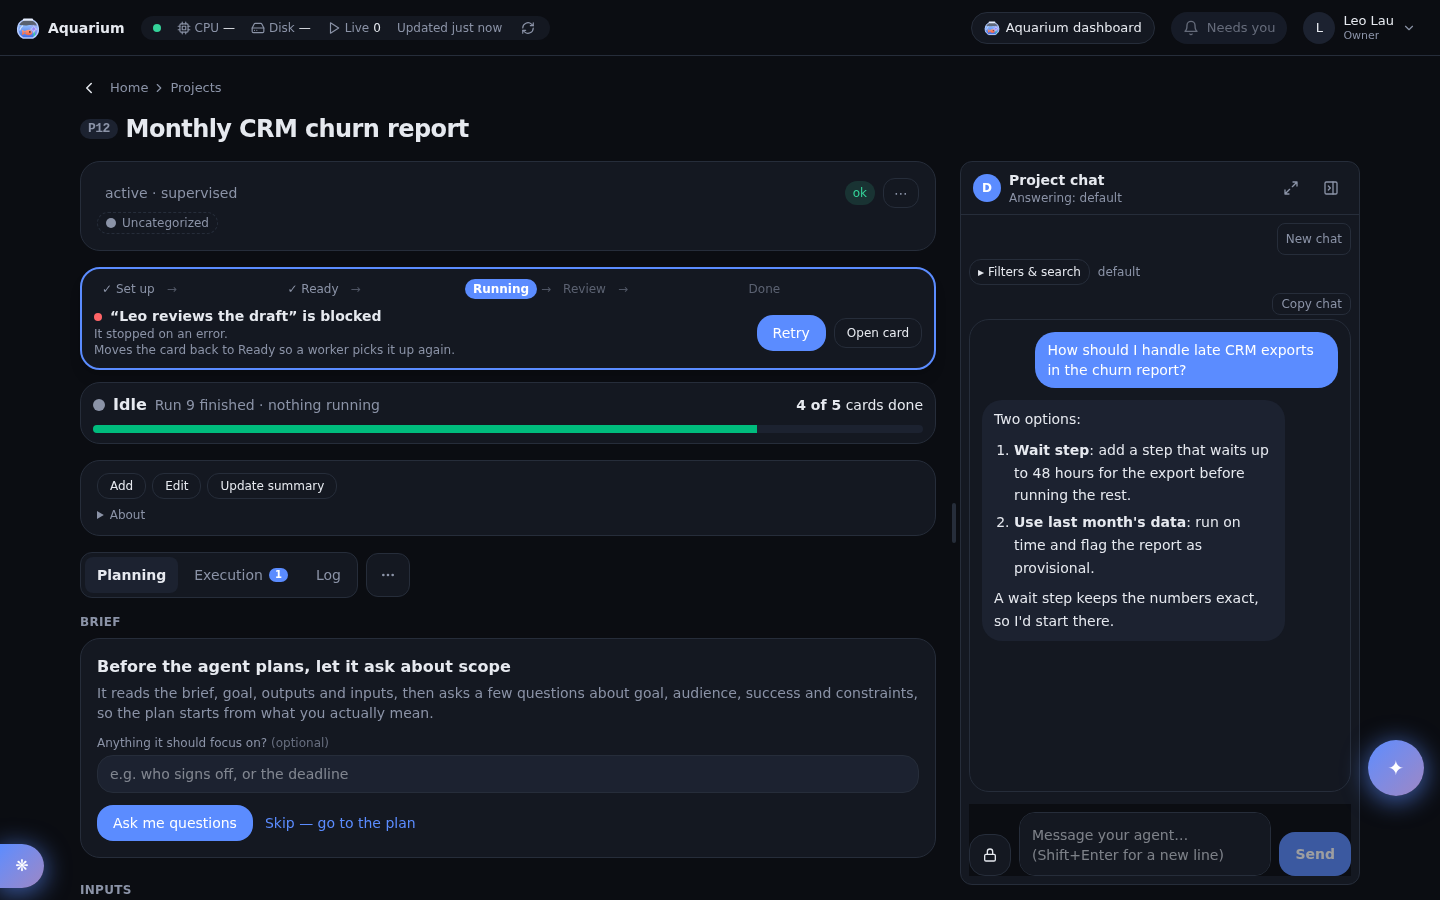 Aquarium
CPU —
Disk —
Live 0
Updated just now
Aquarium dashboard
Needs you
L
Leo Lau
Owner
Home
Projects
P12
Monthly CRM churn report
active · supervised
ok
Uncategorized
✓ Set up →
✓ Ready →
Running →
Review →
Done
“Leo reviews the draft” is blocked
It stopped on an error.
Moves the card back to Ready so a worker picks it up again.
Retry
Open card
Idle Run 9 finished · nothing running
4 of 5 cards done
Add
Edit
Update summary
About
Planning
Execution 1
Log
BRIEF
Before the agent plans, let it ask about scope
It reads the brief, goal, outputs and inputs, then asks a few questions about goal, audience, success and constraints,
so the plan starts from what you actually mean.
Anything it should focus on? (optional)
e.g. who signs off, or the deadline
Ask me questions
Skip — go to the plan
INPUTS
D
Project chat
Answering: default
New chat
Filters & search
default
Copy chat
How should I handle late CRM exports
in the churn report?
Two options:
1. Wait step: add a step that waits up
to 48 hours for the export before
running the rest.
2. Use last month's data: run on
time and flag the report as
provisional.
A wait step keeps the numbers exact,
so I'd start there.
Message your agent...
(Shift+Enter for a new line)
Send